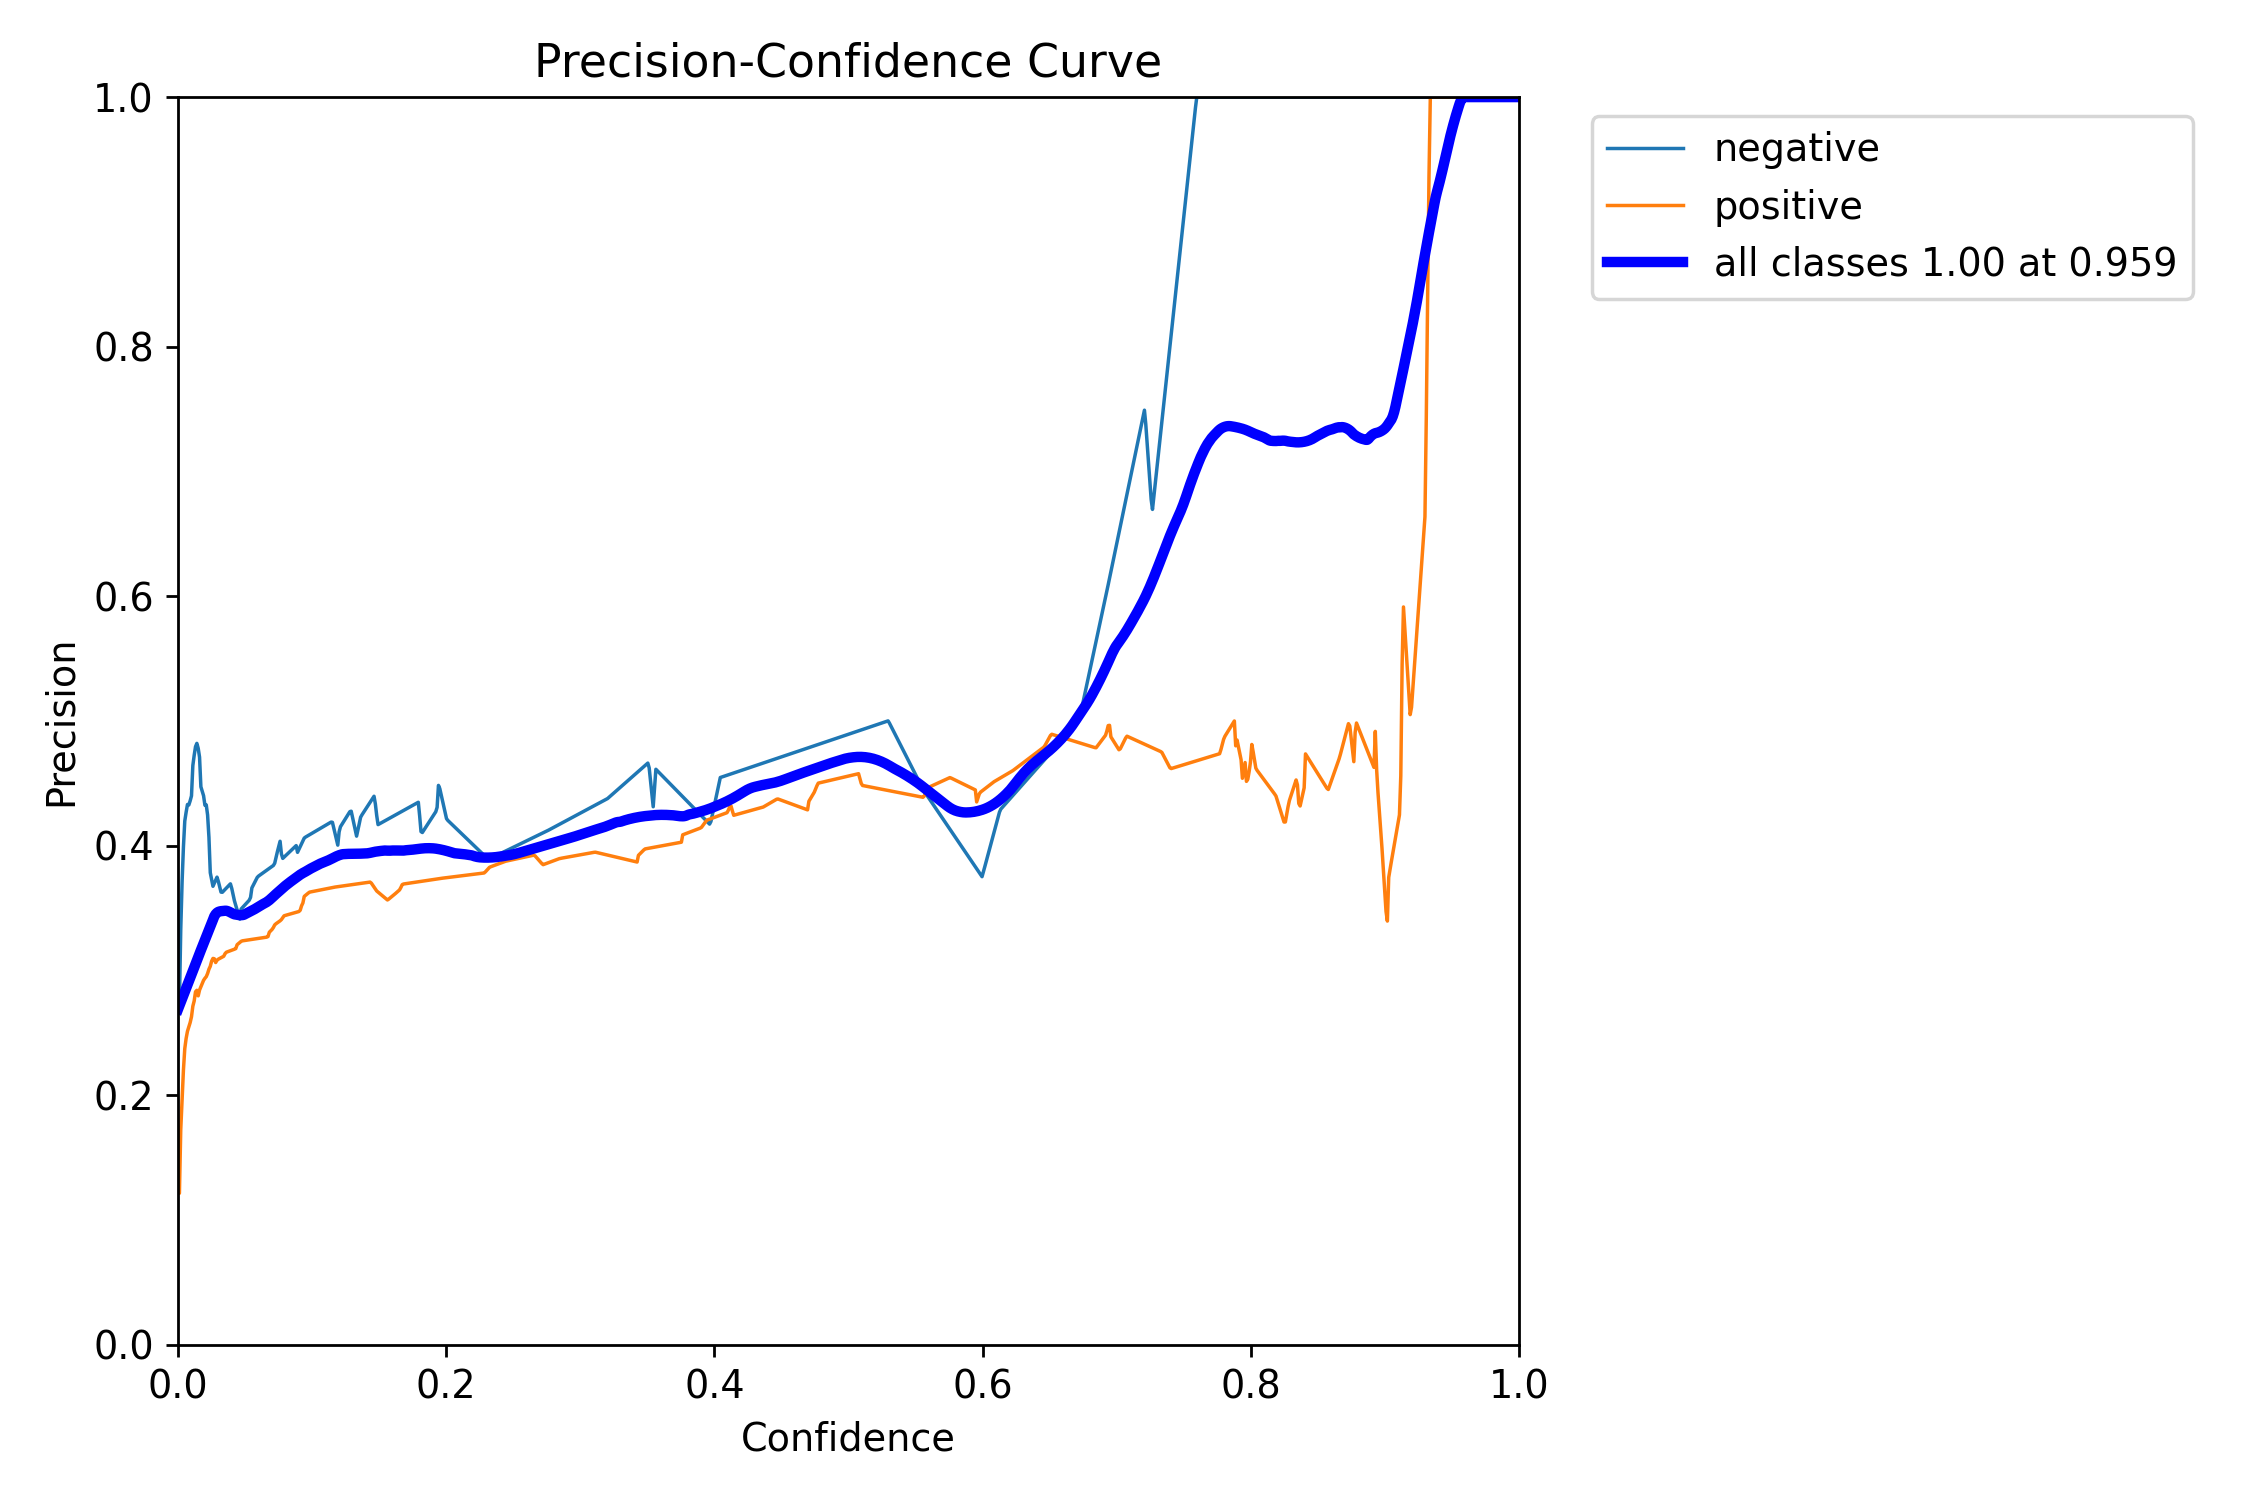 Precision-Confidence Curve
1.0
0.8
0.6
0.4
0.2
0.0
Precision
0.0 0.2 0.4 0.6 0.8 1.0
Confidence
negative
positive
all classes 1.00 at 0.959